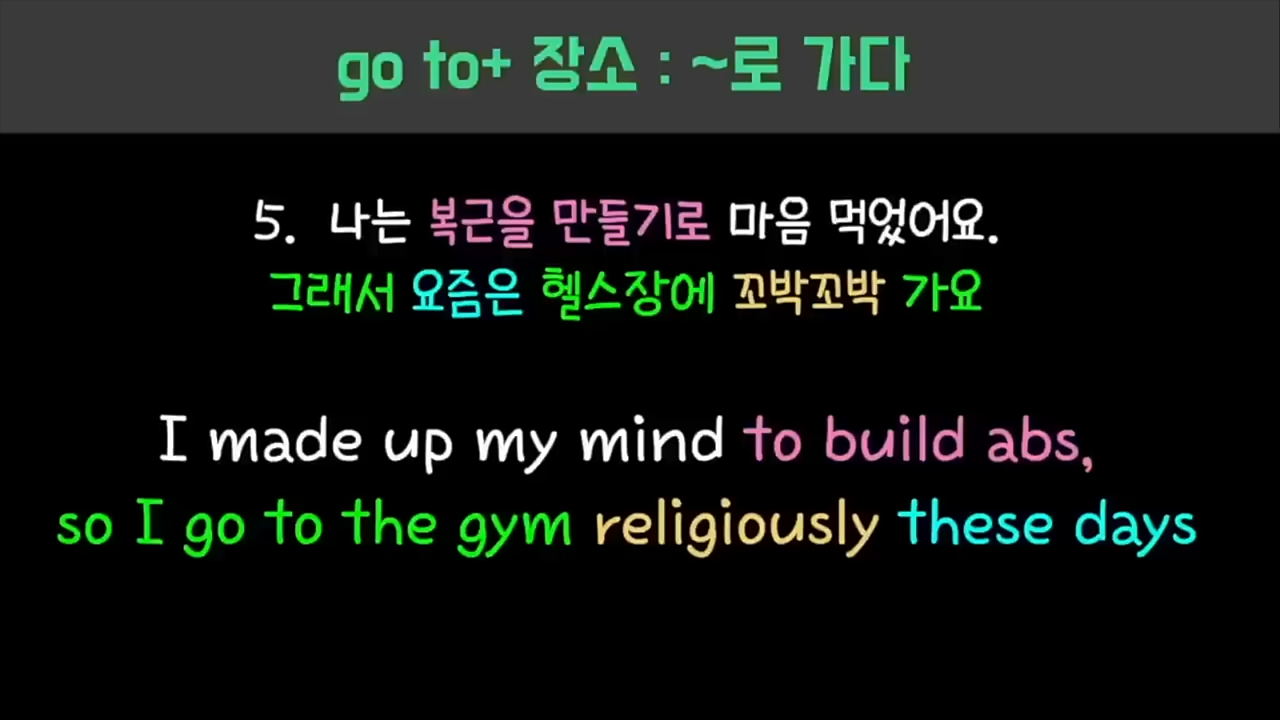 go to+ 장소 : ~로 가다
5. 나는 복근을 만들기로 마음 먹었어요.
그래서 요즘은 헬스장에 꼬박꼬박 가요
I made up my mind to build abs,
so I go to the gym religiously these days